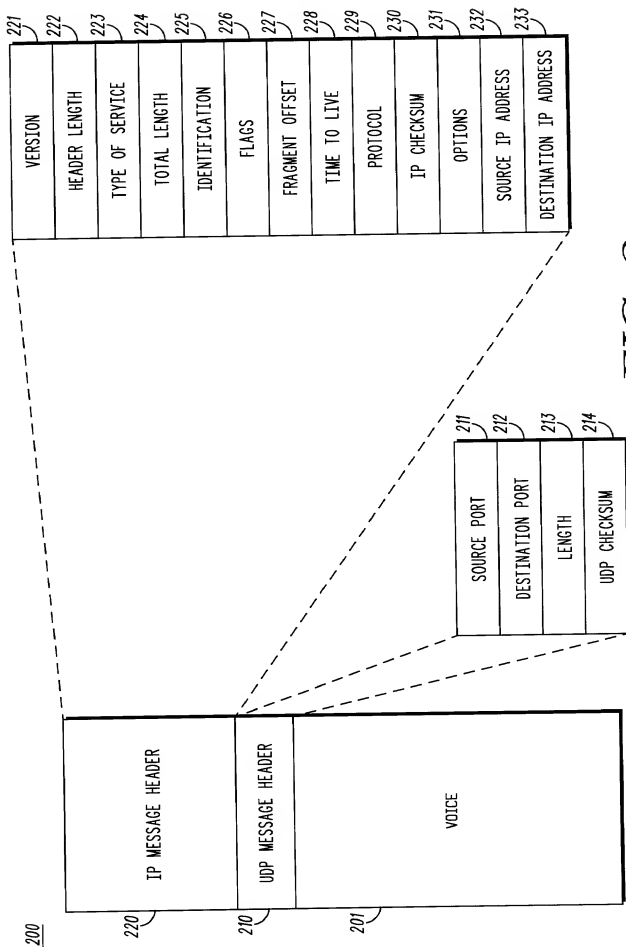 200
220
IP MESSAGE HEADER
210
UDP MESSAGE HEADER
201
VOICE
SOURCE PORT
211
DESTINATION PORT
212
LENGTH
213
UDP CHECKSUM
214
VERSION
221
HEADER LENGTH
222
TYPE OF SERVICE
223
TOTAL LENGTH
224
IDENTIFICATION
225
FLAGS
226
FRAGMENT OFFSET
227
TIME TO LIVE
228
PROTOCOL
229
IP CHECKSUM
230
OPTIONS
231
SOURCE IP ADDRESS
232
DESTINATION IP ADDRESS
233